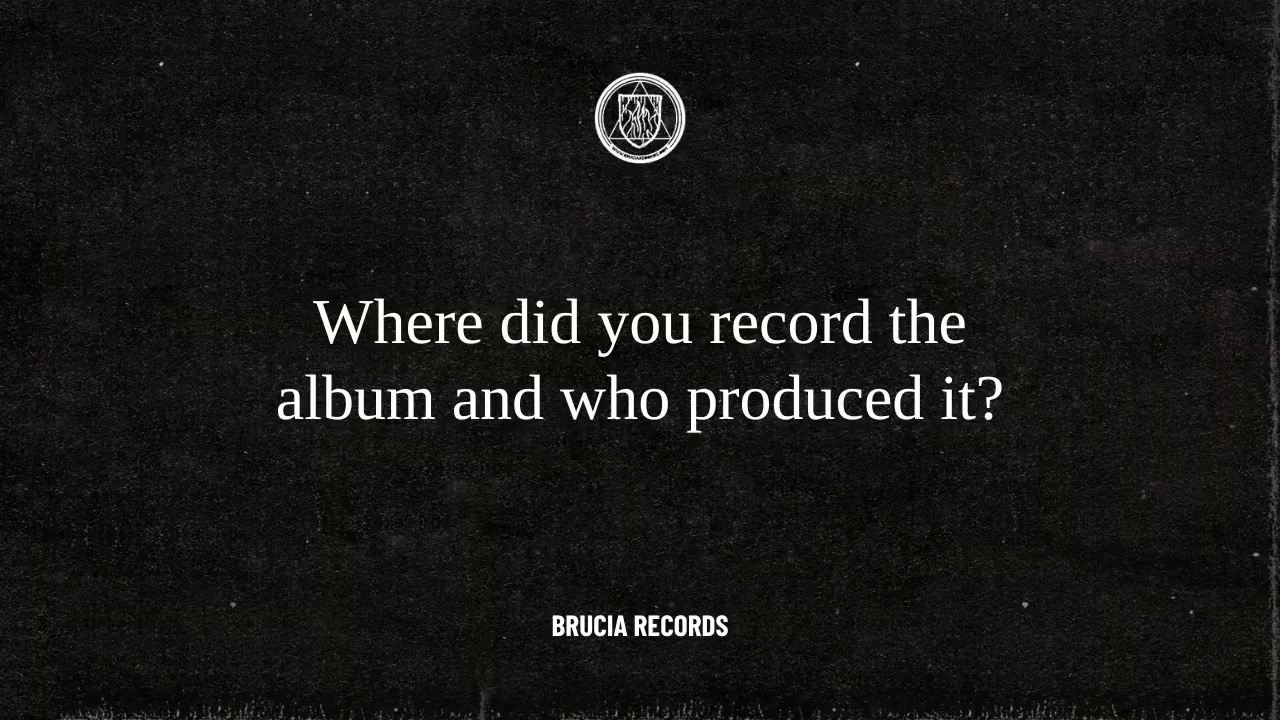 Where did you record the
album and who produced it?
BRUCIA RECORDS